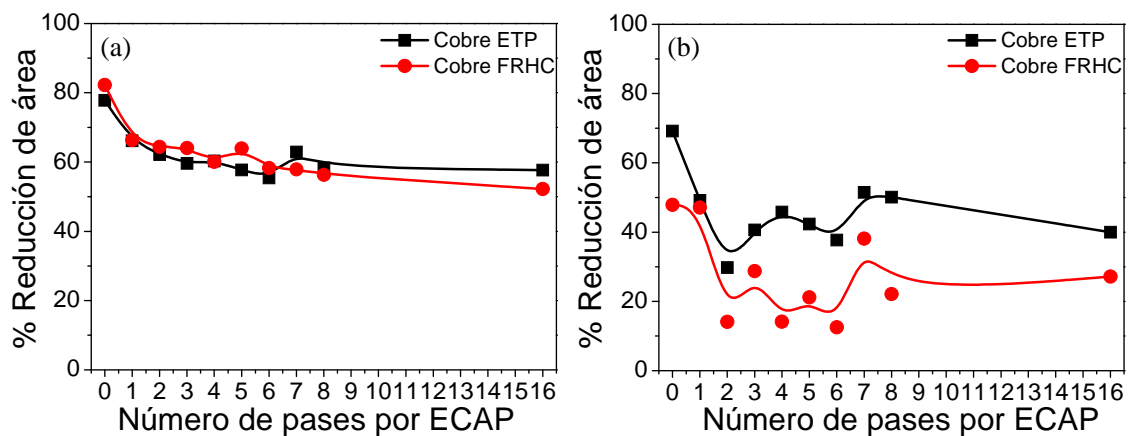 100
80
60
40
20
0
% Reducción de área
(a)
Cobre ETP
Cobre FRHC
0 1 2 3 4 5 6 7 8 9 10 11 12 13 14 15 16
Número de pases por ECAP
100
80
60
40
20
0
% Reducción de área
(b)
Cobre ETP
Cobre FRHC
0 1 2 3 4 5 6 7 8 9 10 11 12 13 14 15 16
Número de pases por ECAP